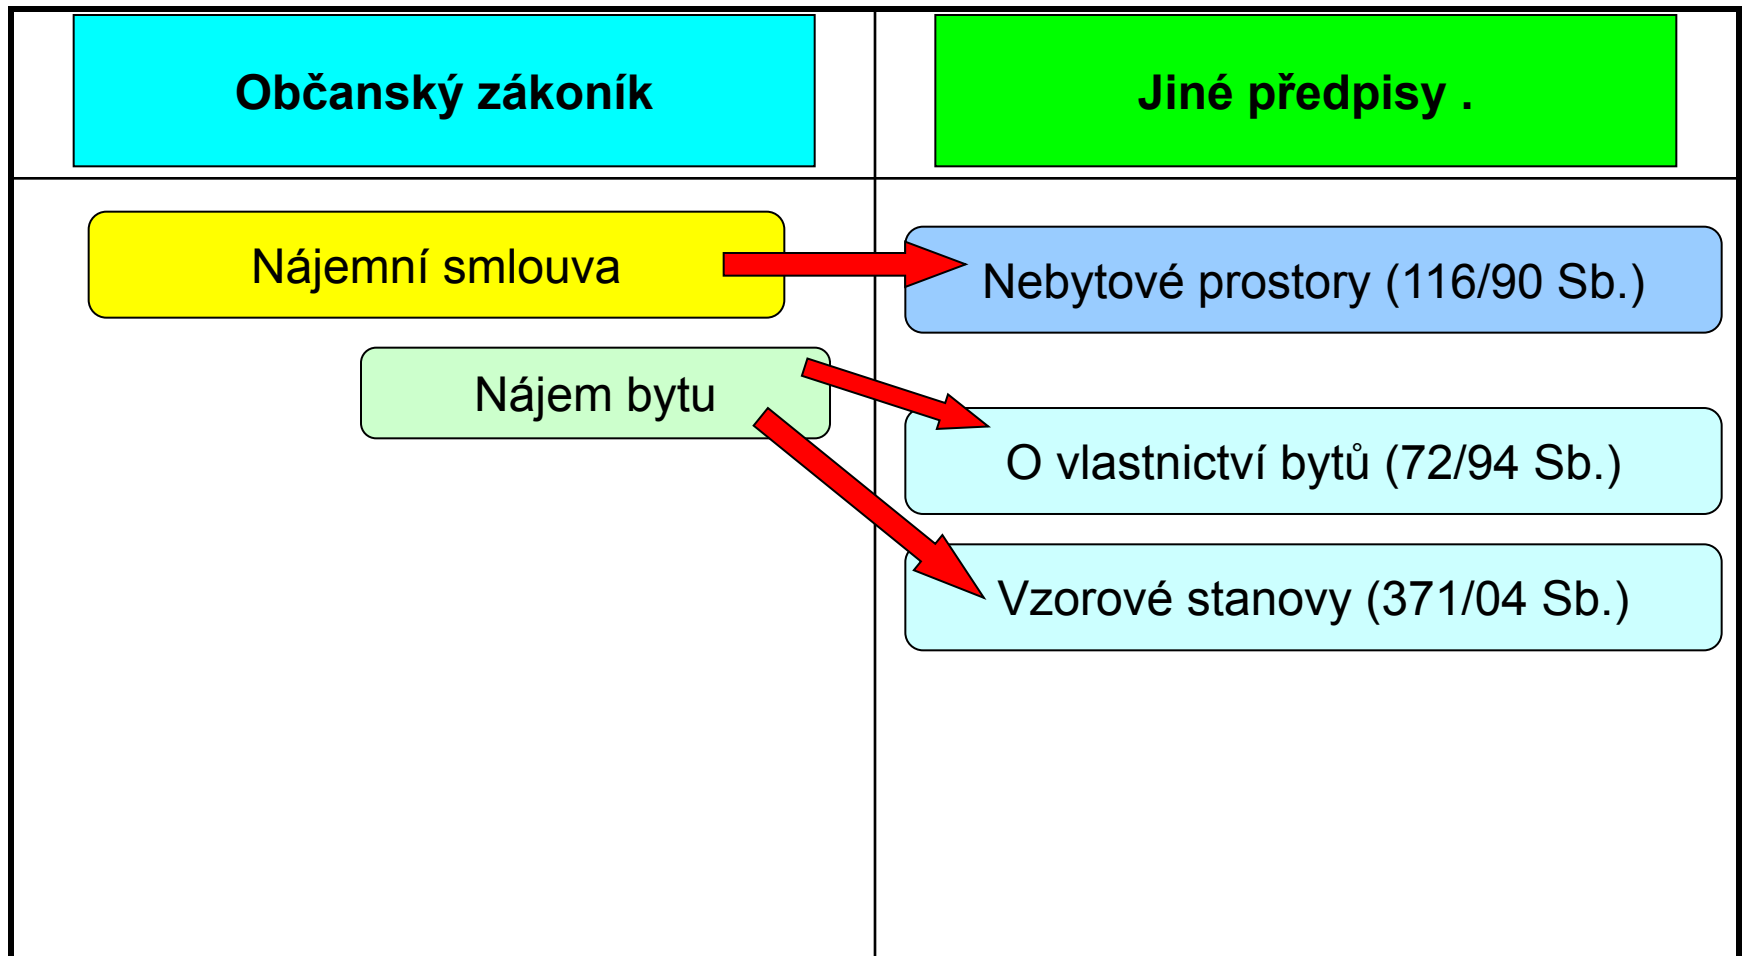 Občanský zákoník
Jiné předpisy .
Nájemní smlouva
Nebytové prostory (116/90 Sb.)
Nájem bytu
O vlastnictví bytů (72/94 Sb.)
Vzorové stanovy (371/04 Sb.)